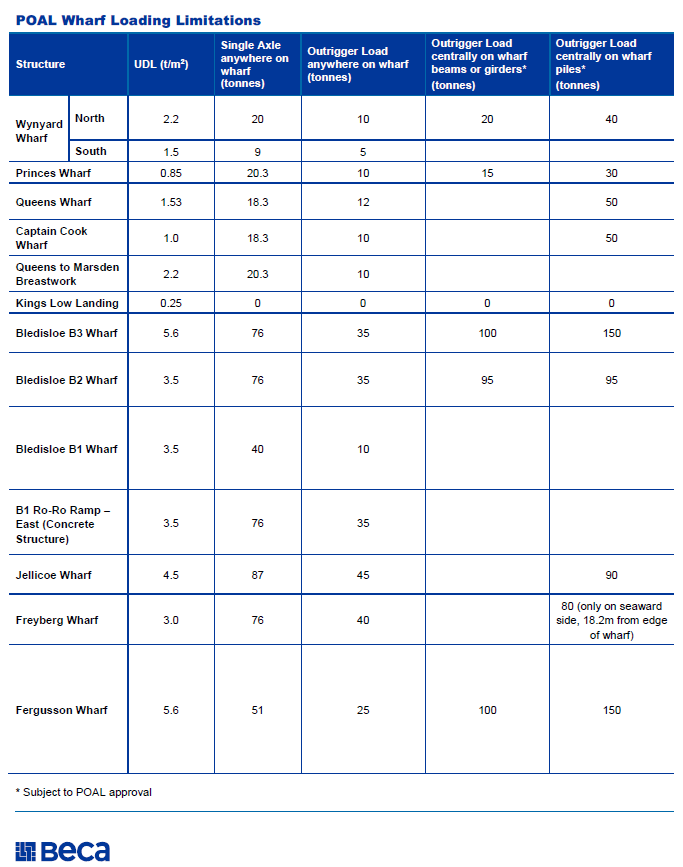 POAL Wharf Loading Limitations
Structure
UDL (t/m²)
Single Axle
anywhere on
wharf
(tonnes)
Outrigger Load
anywhere on wharf
(tonnes)
Outrigger Load
centrally on wharf
beams or girders*
(tonnes)
Outrigger Load
centrally on wharf
piles*
(tonnes)
Wynyard
Wharf
North 2.2 20 10 20 40
South 1.5 9 5
Princes Wharf 0.85 20.3 10 15 30
Queens Wharf 1.53 18.3 12 50
Captain Cook
Wharf 1.0 18.3 10 50
Queens to Marsden
Breastwork 2.2 20.3 10
Kings Low Landing 0.25 0 0 0 0
Bledisloe B3 Wharf 5.6 76 35 100 150
Bledisloe B2 Wharf 3.5 76 35 95 95
Bledisloe B1 Wharf 3.5 40 10
B1 Ro-Ro Ramp –
East (Concrete
Structure) 3.5 76 35
Jellicoe Wharf 4.5 87 45 90
Freyberg Wharf 3.0 76 40
80 (only on seaward
side, 18.2m from edge
of wharf)
Fergusson Wharf 5.6 51 25 100 150
* Subject to POAL approval
Beca